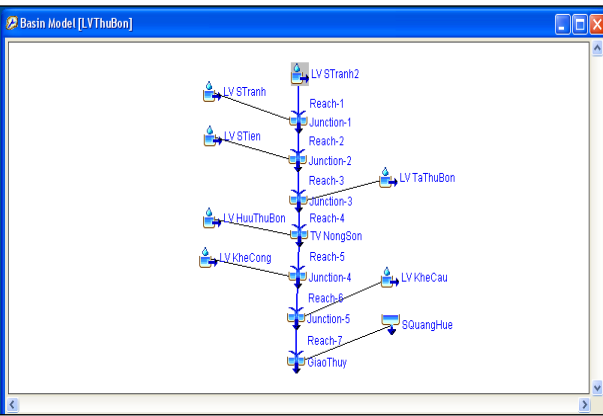 Basin Model [LVThuBon]
LV STranh2
LV STranh
Reach-1
Junction-1
LV STien
Reach-2
Junction-2
Reach-3
LV TaThuBon
Junction-3
LV HuuThuBon
Reach-4
TV NongSon
LV KheCong
Reach-5
Junction-4
LV KheCau
Reach-6
Junction-5
SQuangHue
Reach-7
GiaoThuy